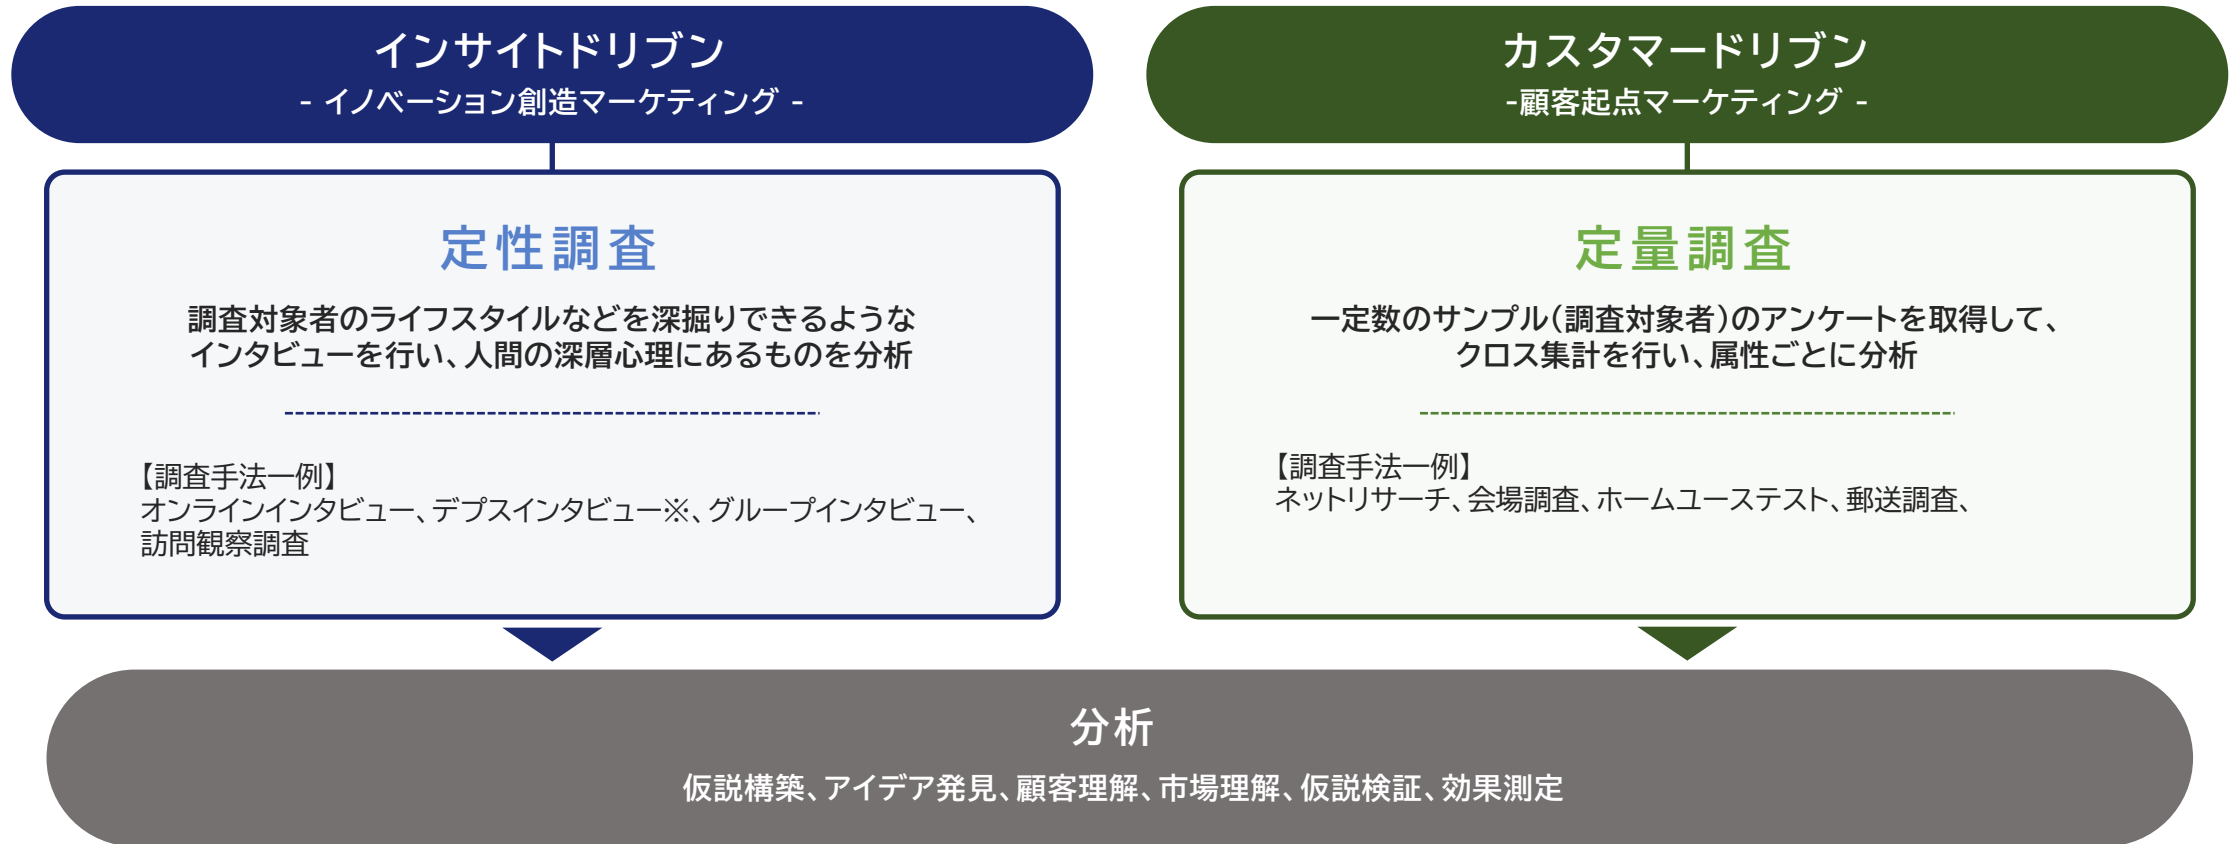 インサイトドリブン
- イノベーション創造マーケティング -
定性調査
調査対象者のライフスタイルなどを深掘りできるような
インタビューを行い、人間の深層心理にあるものを分析
【調査手法一例】
オンラインインタビュー、デプスインタビュー※、グループインタビュー、
訪問観察調査
カスタマードリブン
-顧客起点マーケティング -
定量調査
一定数のサンプル（調査対象者）のアンケートを取得して、
クロス集計を行い、属性ごとに分析
【調査手法一例】
ネットリサーチ、会場調査、ホームユーステスト、郵送調査、
分析
仮説構築、アイデア発見、顧客理解、市場理解、仮説検証、効果測定